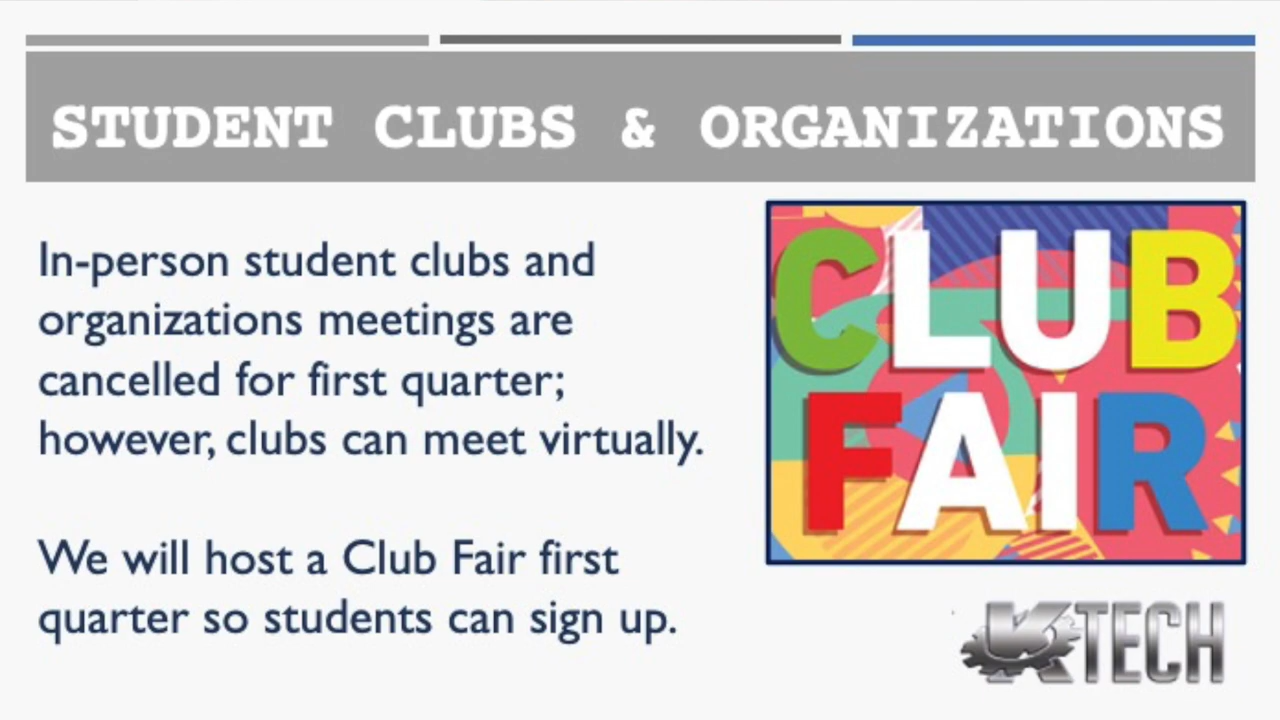 STUDENT CLUBS & ORGANIZATIONS
In-person student clubs and
organizations meetings are
cancelled for first quarter;
however, clubs can meet virtually.
We will host a Club Fair first
quarter so students can sign up.
CLUB
FAIR
K TECH